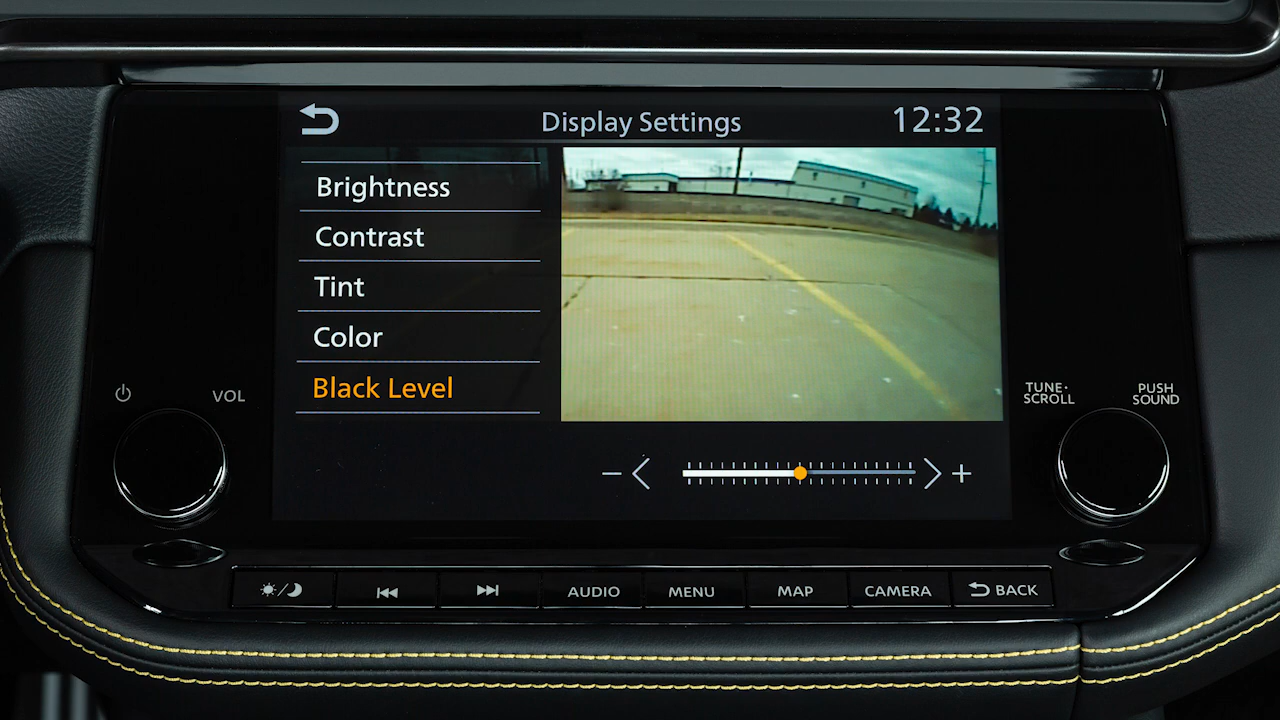 Display Settings
12:32
Brightness
Contrast
Tint
Color
Black Level
VOL
TUNE·
SCROLL
PUSH
SOUND
AUDIO
MENU
MAP
CAMERA
BACK